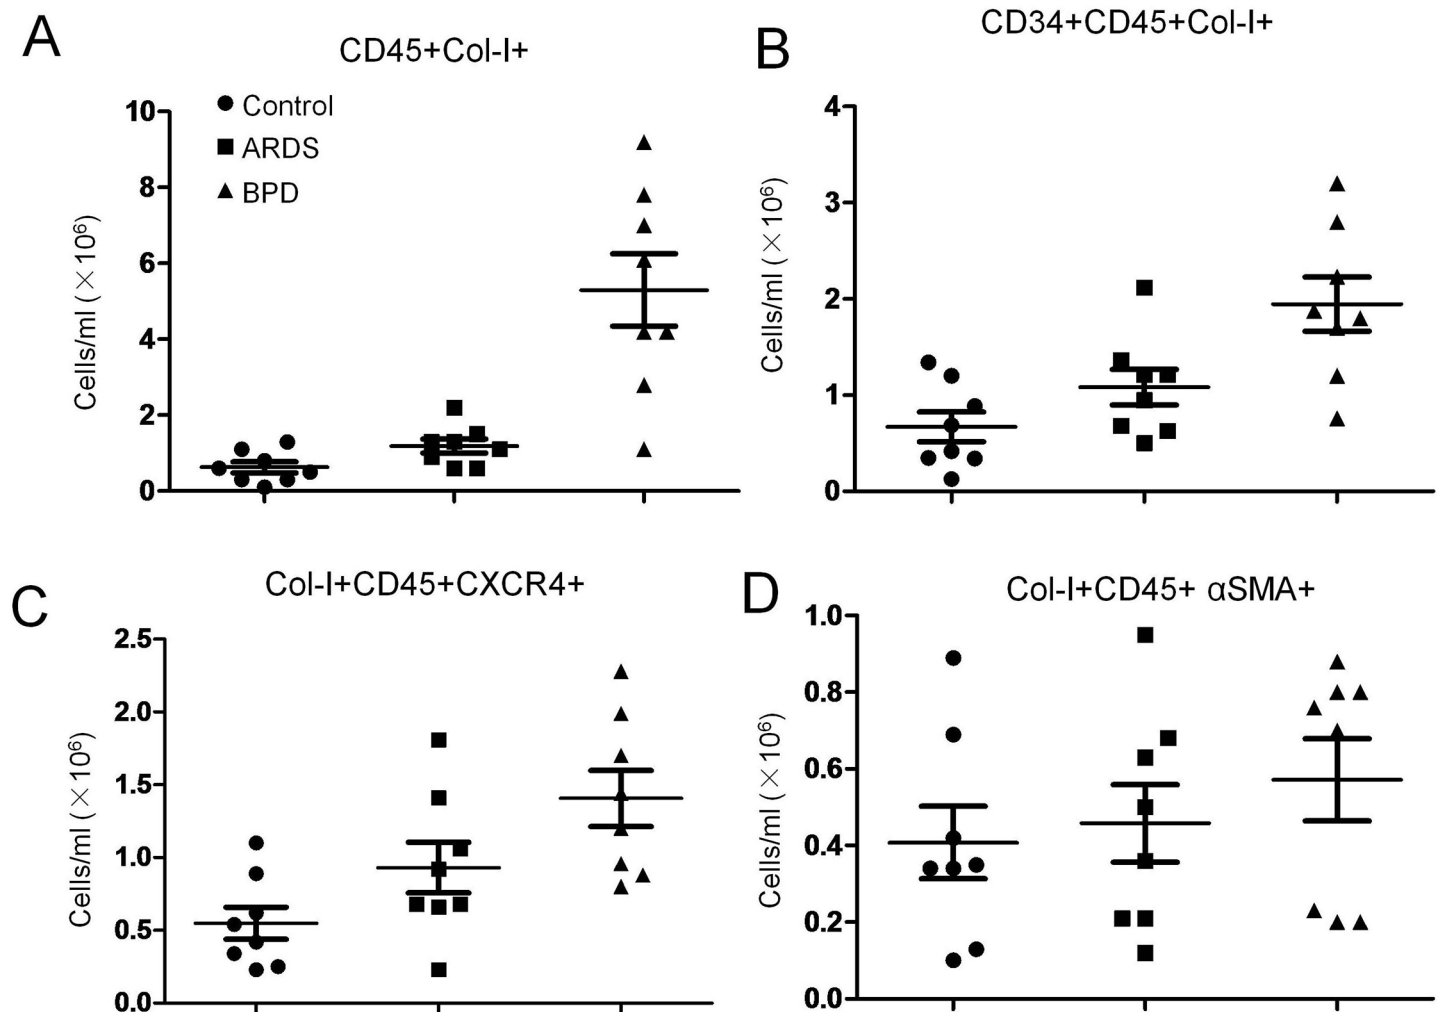 A
CD45+Col-I+
Control
ARDS
BPD
10
8
6
4
2
0
Cells/ml (×10⁶)
B
CD34+CD45+Col-I+
4
3
2
1
0
Cells/ml (×10⁶)
C
Col-I+CD45+CXCR4+
2.5
2.0
1.5
1.0
0.5
0.0
Cells/ml (×10⁶)
D
Col-I+CD45+ αSMA+
1.0
0.8
0.6
0.4
0.2
0.0
Cells/ml (×10⁶)